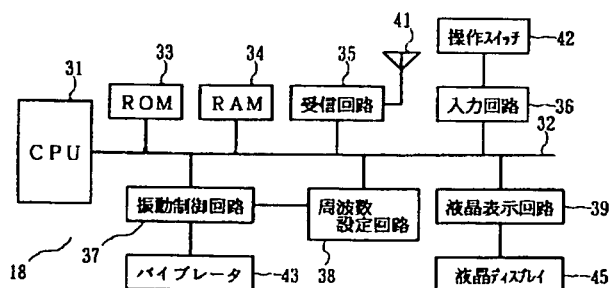 41
操作スイッチ
42
33
34
35
31
ROM
RAM
受信回路
入力回路
36
CPU
32
振動制御回路
周波数
設定回路
液晶表示回路
39
37
38
18
バイブレータ
43
液晶ディスプレイ
45